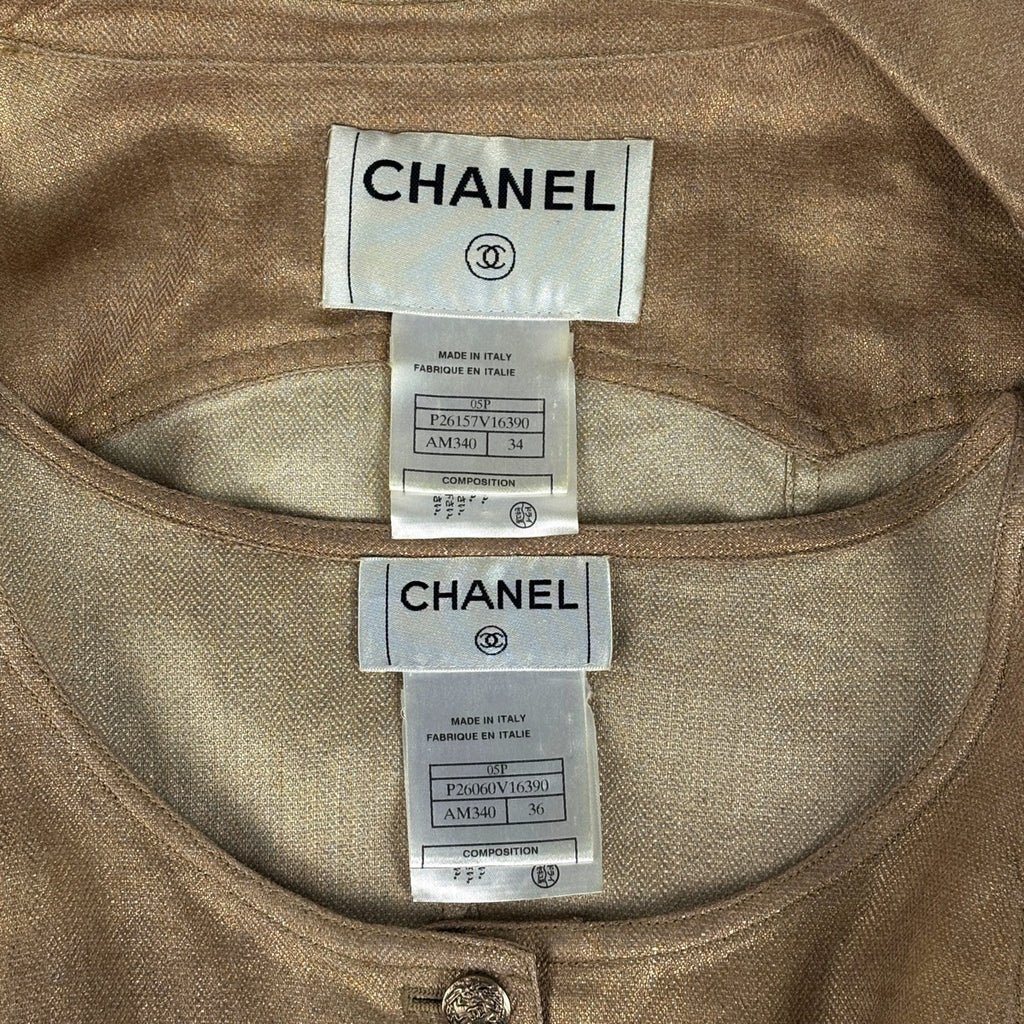 CHANEL
MADE IN ITALY
FABRIQUE EN ITALIE
05P
P26157V16390
AM340 34
COMPOSITION
CHANEL
MADE IN ITALY
FABRIQUE EN ITALIE
05P
P26060V16390
AM340 36
COMPOSITION